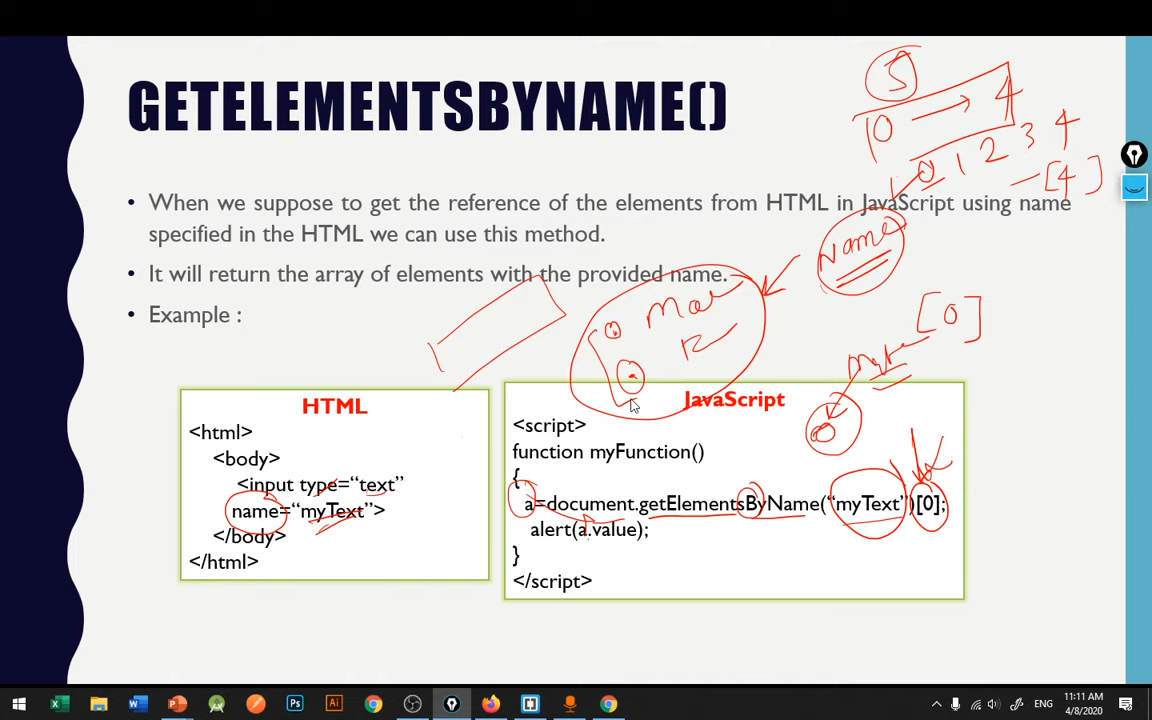 GETELEMENTSBYNAME()
5
10 → 4
0 1 2 3 4
[4]
• When we suppose to get the reference of the elements from HTML in JavaScript using name
specified in the HTML we can use this method.
Name
• It will return the array of elements with the provided name.
• Example :
[0]
HTML
<html>
<body>
<input type=“text”
name=“myText”>
</body>
</html>
JavaScript
<script>
function myFunction()
{
a=document.getElementsByName(“myText”)[0];
alert(a.value);
}
</script>
11:11 AM
ENG
4/8/2020